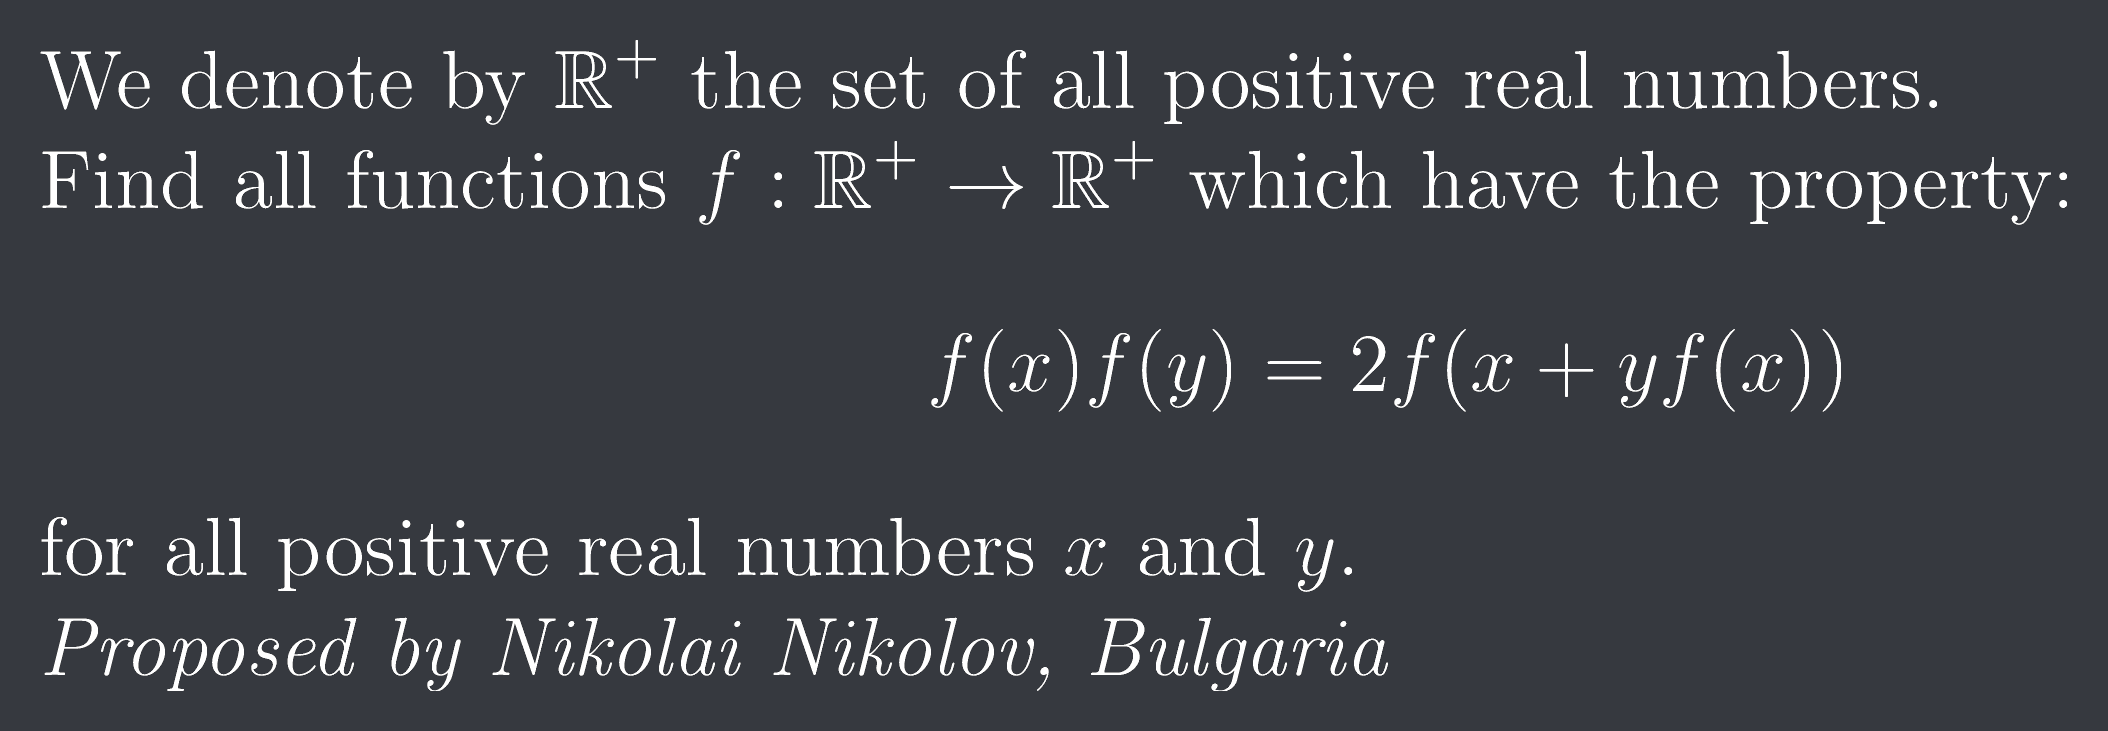 We denote by ℝ⁺ the set of all positive real numbers.
Find all functions f : ℝ⁺ → ℝ⁺ which have the property:
f(x)f(y) = 2f(x + yf(x))
for all positive real numbers x and y.
Proposed by Nikolai Nikolov, Bulgaria